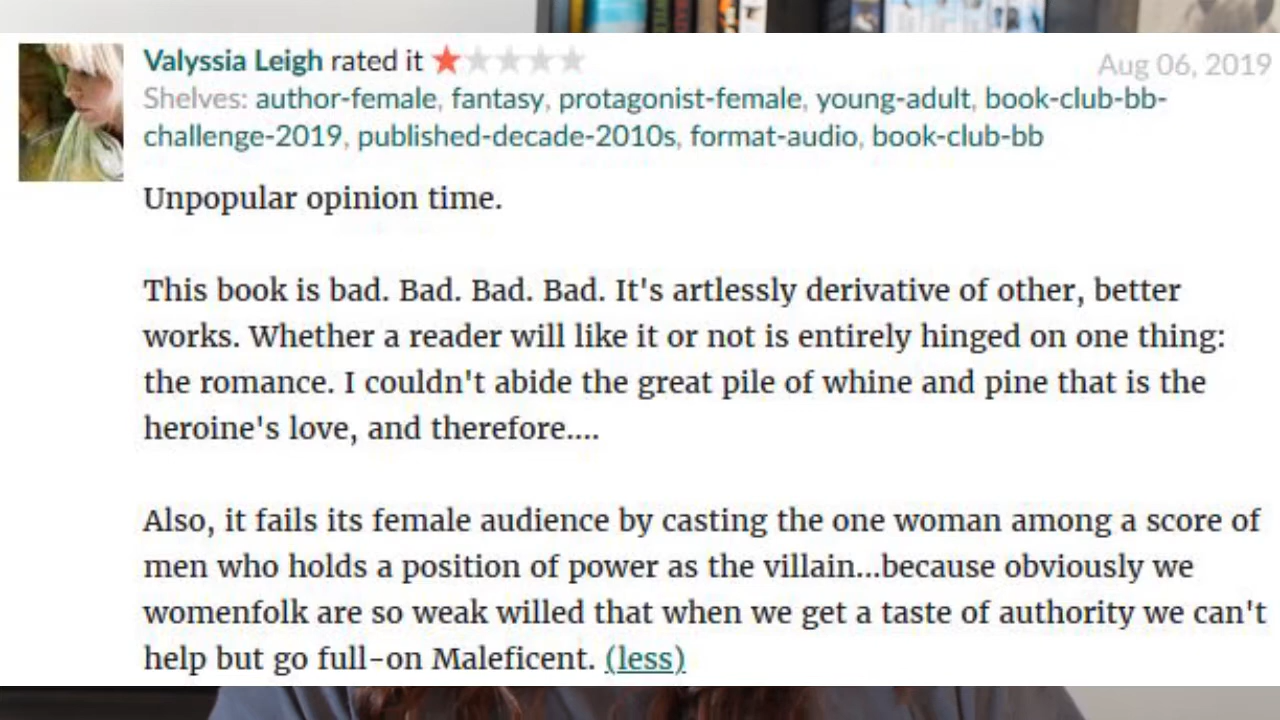 Valyssia Leigh rated it
Aug 06, 2019
Shelves: author-female, fantasy, protagonist-female, young-adult, book-club-bb-
challenge-2019, published-decade-2010s, format-audio, book-club-bb
Unpopular opinion time.
This book is bad. Bad. Bad. Bad. It's artlessly derivative of other, better
works. Whether a reader will like it or not is entirely hinged on one thing:
the romance. I couldn't abide the great pile of whine and pine that is the
heroine's love, and therefore....
Also, it fails its female audience by casting the one woman among a score of
men who holds a position of power as the villain...because obviously we
womenfolk are so weak willed that when we get a taste of authority we can't
help but go full-on Maleficent. (less)